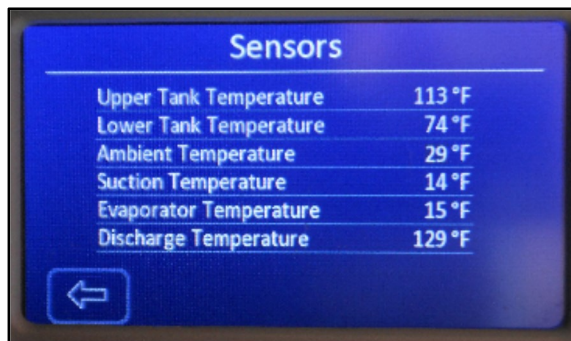 Sensors
Upper Tank Temperature 113 °F
Lower Tank Temperature 74 °F
Ambient Temperature 29 °F
Suction Temperature 14 °F
Evaporator Temperature 15 °F
Discharge Temperature 129 °F